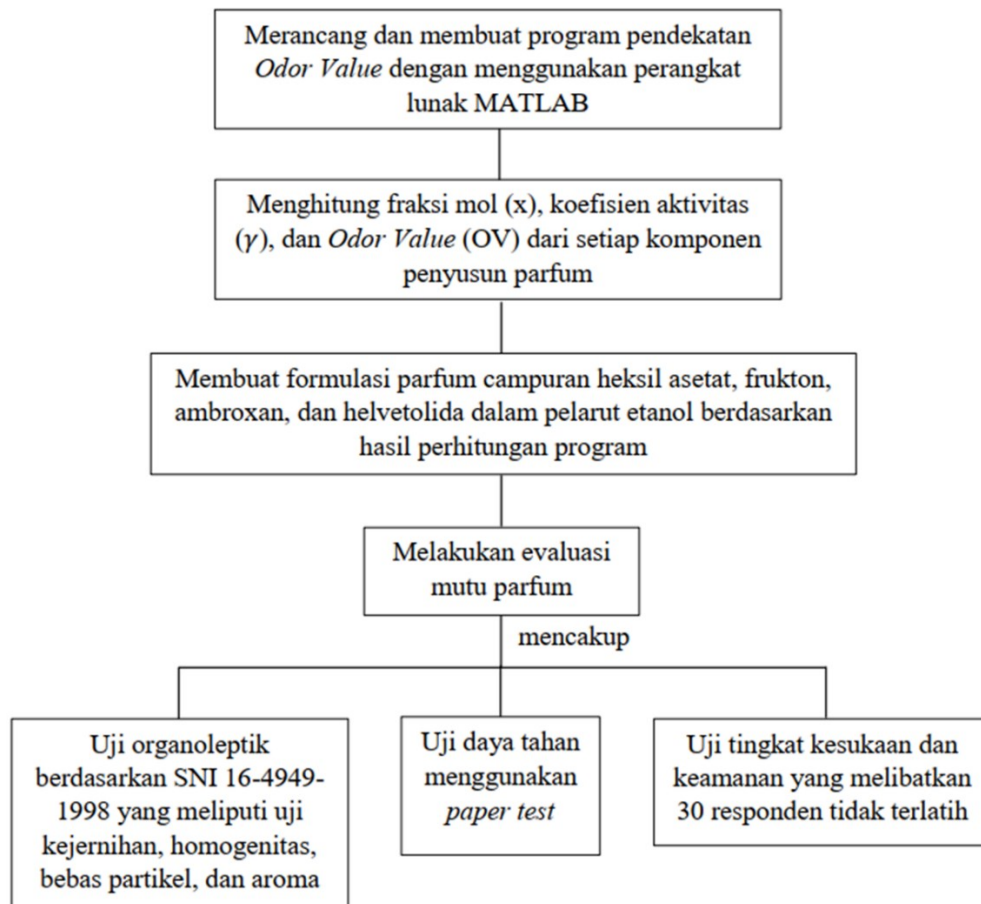 Merancang dan membuat program pendekatan
Odor Value dengan menggunakan perangkat
lunak MATLAB
Menghitung fraksi mol (x), koefisien aktivitas
(γ), dan Odor Value (OV) dari setiap komponen
penyusun parfum
Membuat formulasi parfum campuran heksil asetat, frukton,
ambroxan, dan helvetolida dalam pelarut etanol berdasarkan
hasil perhitungan program
Melakukan evaluasi
mutu parfum
mencakup
Uji organoleptik
berdasarkan SNI 16-4949-
1998 yang meliputi uji
kejernihan, homogenitas,
bebas partikel, dan aroma
Uji daya tahan
menggunakan
paper test
Uji tingkat kesukaan dan
keamanan yang melibatkan
30 responden tidak terlatih